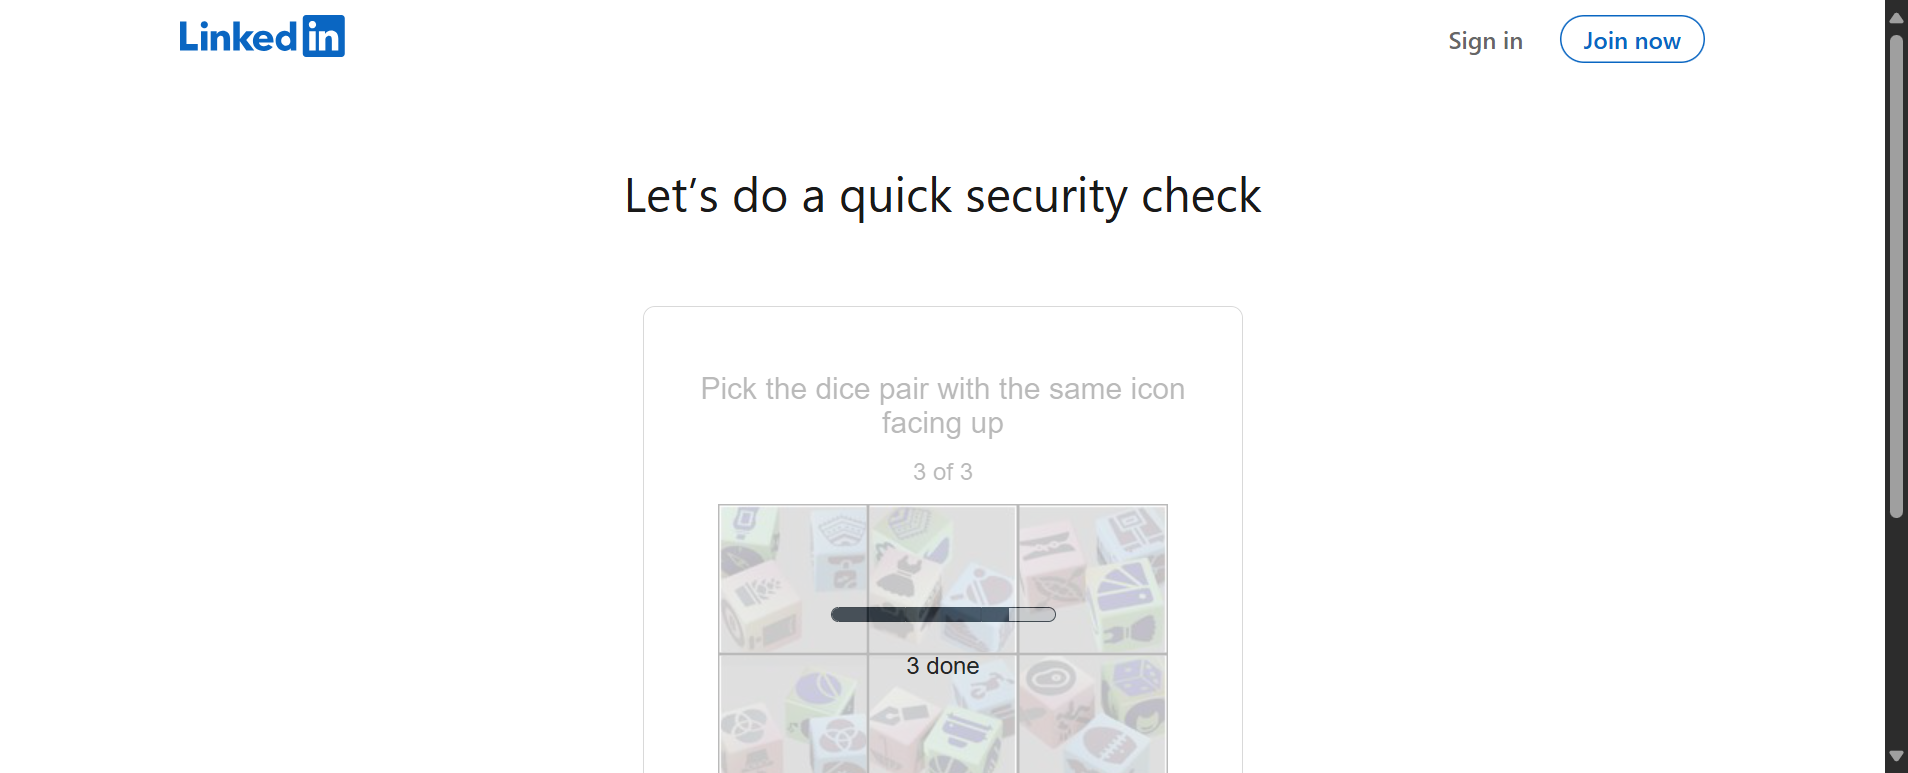 Linked in
Sign in
Join now
Let's do a quick security check
Pick the dice pair with the same icon
facing up
3 of 3
3 done